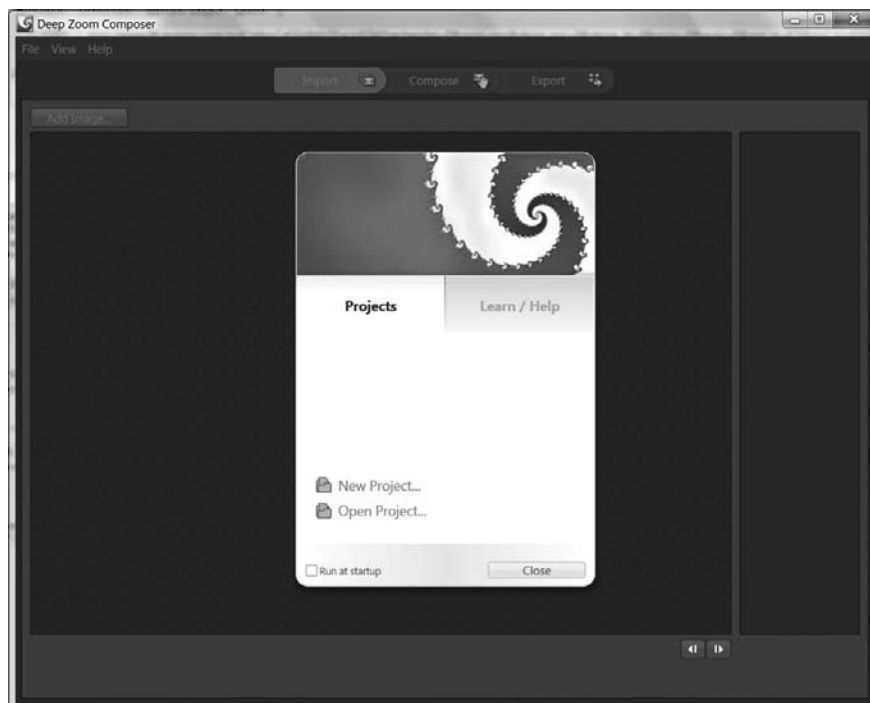 Deep Zoom Composer
File View Help
Import Compose Export
Add Image...
Projects Learn / Help
New Project...
Open Project...
Run at startup Close